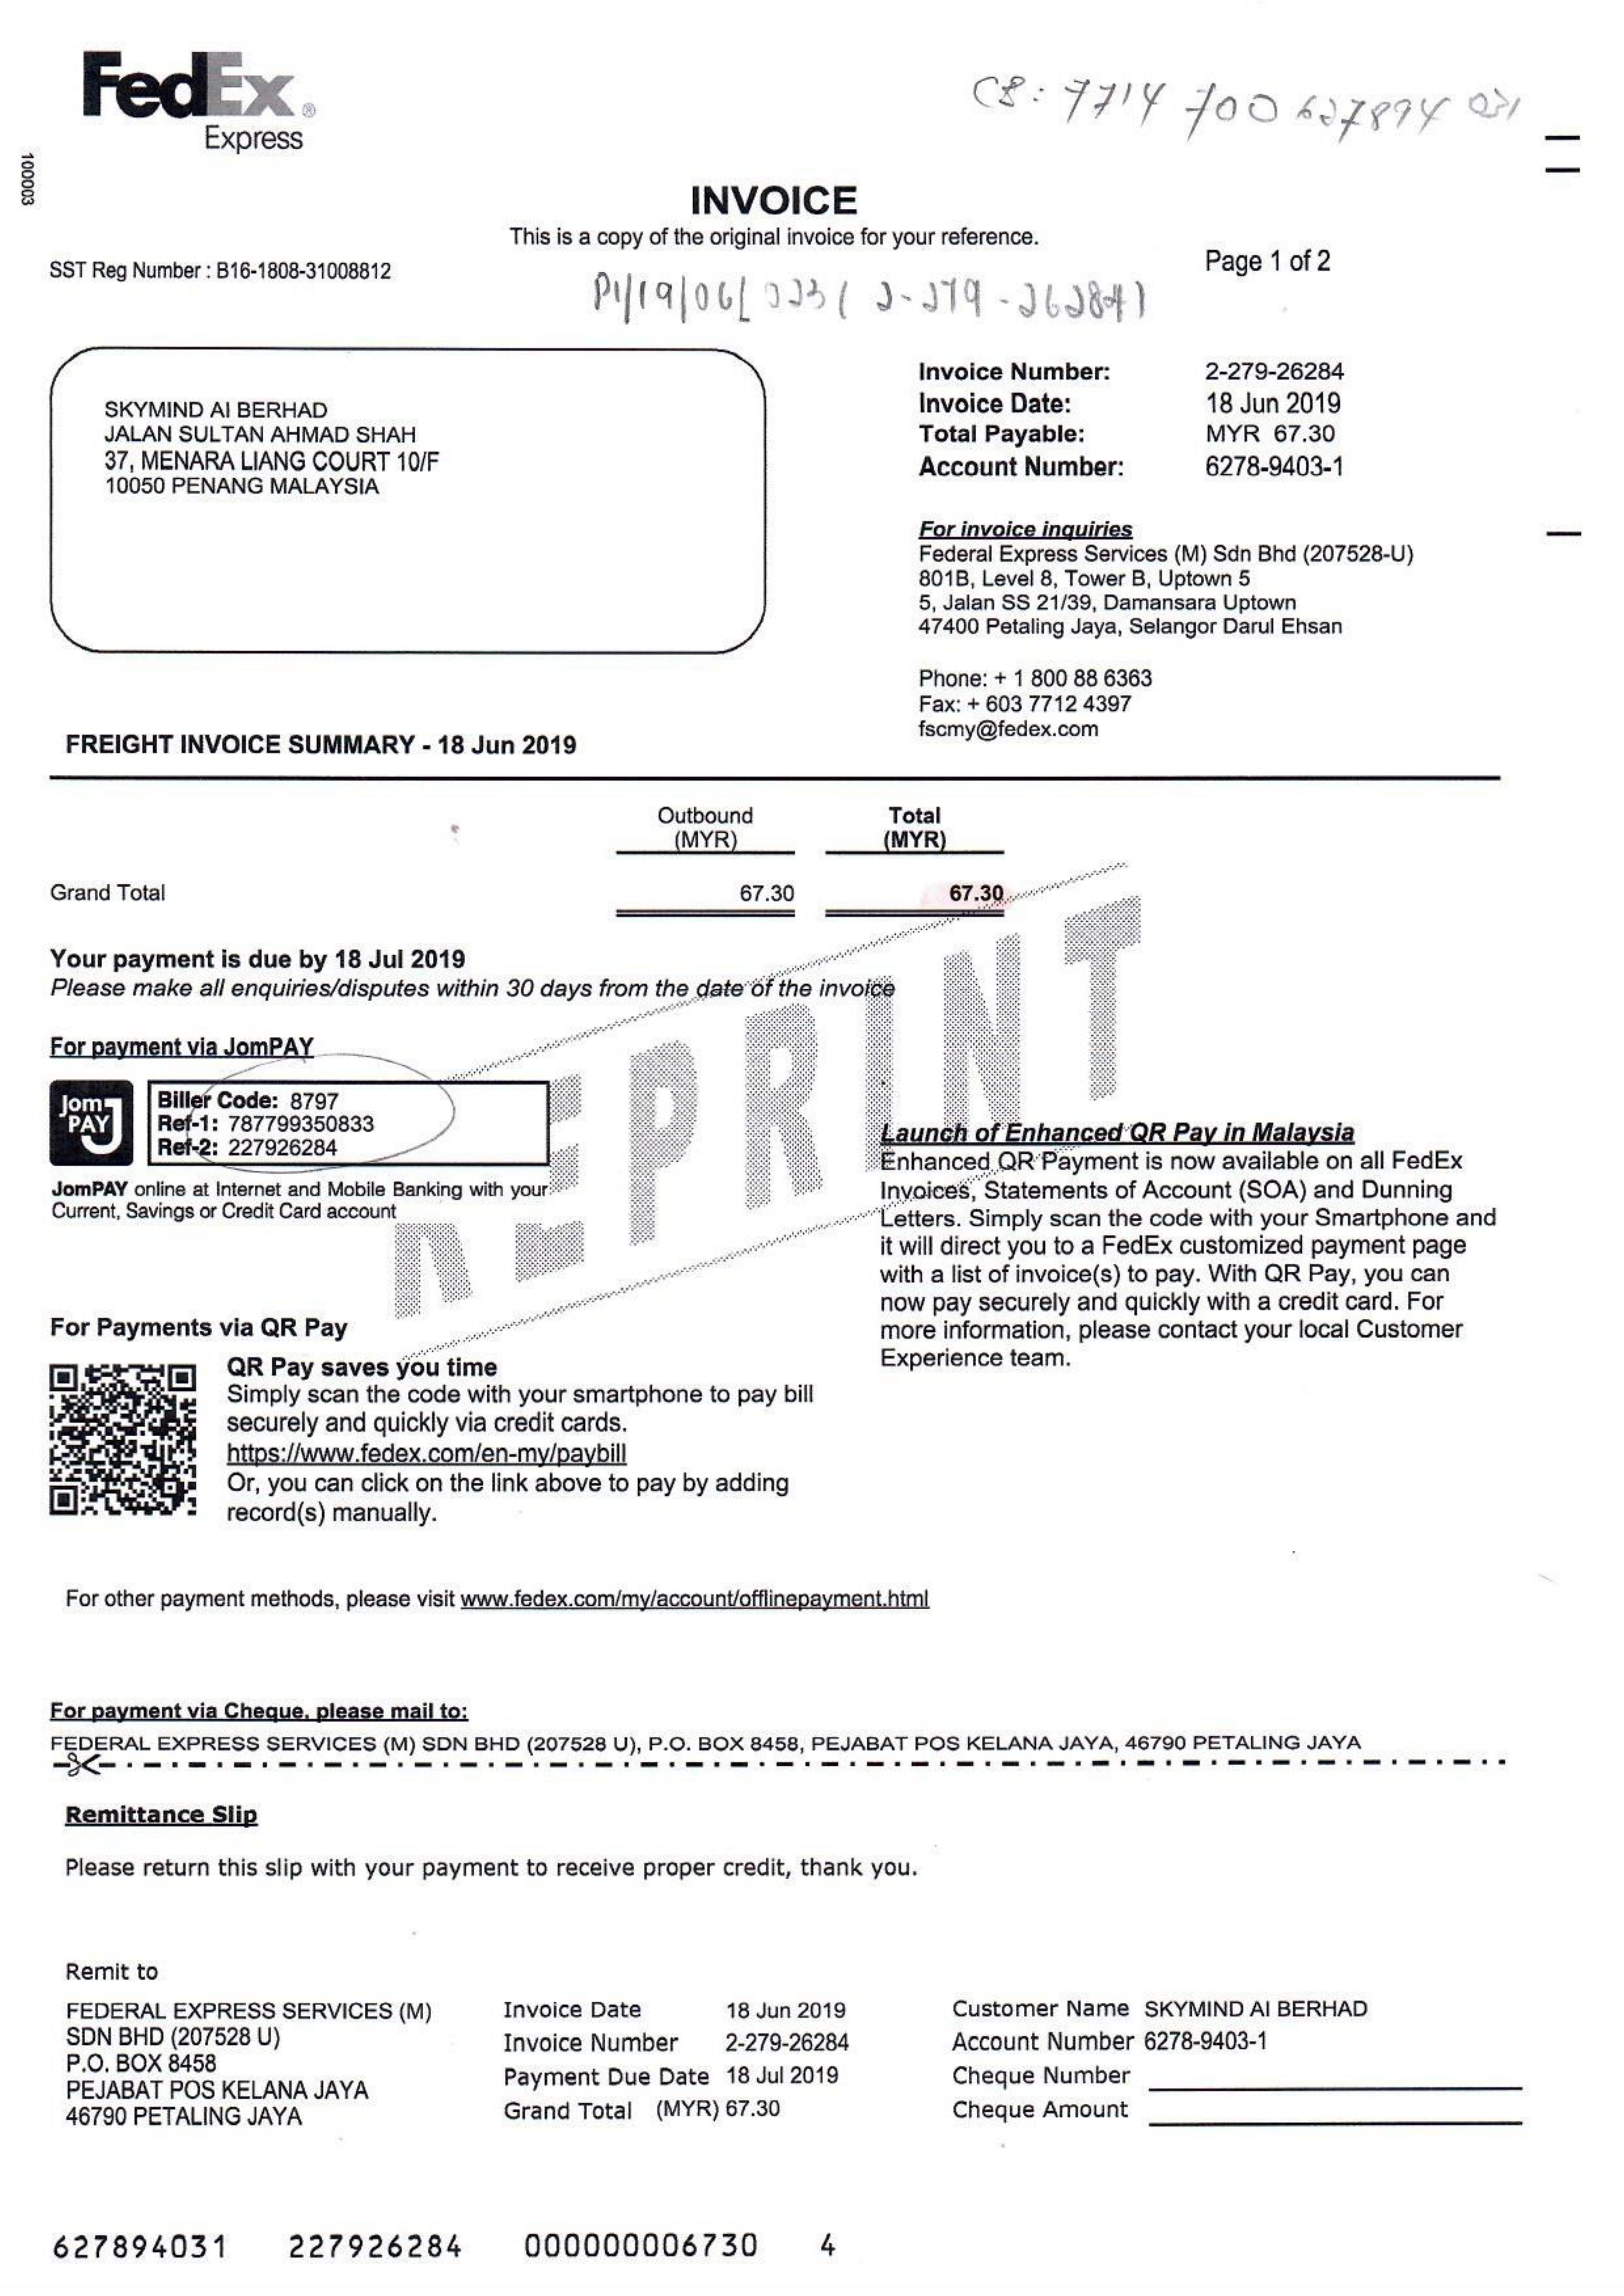 FedEx®
Express
C8: 7714 700 627894 031
100003
INVOICE
This is a copy of the original invoice for your reference.
SST Reg Number : B16-1808-31008812
Page 1 of 2
PI/19/06/023 ( 2-279-26284)
SKYMIND AI BERHAD
JALAN SULTAN AHMAD SHAH
37, MENARA LIANG COURT 10/F
10050 PENANG MALAYSIA
Invoice Number: 2-279-26284
Invoice Date: 18 Jun 2019
Total Payable: MYR 67.30
Account Number: 6278-9403-1
For invoice inquiries
Federal Express Services (M) Sdn Bhd (207528-U)
801B, Level 8, Tower B, Uptown 5
5, Jalan SS 21/39, Damansara Uptown
47400 Petaling Jaya, Selangor Darul Ehsan
Phone: + 1 800 88 6363
Fax: + 603 7712 4397
fscmy@fedex.com
FREIGHT INVOICE SUMMARY - 18 Jun 2019
Outbound Total
(MYR) (MYR)
Grand Total 67.30 67.30
Your payment is due by 18 Jul 2019
Please make all enquiries/disputes within 30 days from the date of the invoice
REPRINT
For payment via JomPAY
Jom
PAY
Biller Code: 8797
Ref-1: 787799350833
Ref-2: 227926284
JomPAY online at Internet and Mobile Banking with your
Current, Savings or Credit Card account
Launch of Enhanced QR Pay in Malaysia
Enhanced QR Payment is now available on all FedEx
Invoices, Statements of Account (SOA) and Dunning
Letters. Simply scan the code with your Smartphone and
it will direct you to a FedEx customized payment page
with a list of invoice(s) to pay. With QR Pay, you can
now pay securely and quickly with a credit card. For
more information, please contact your local Customer
Experience team.
For Payments via QR Pay
QR Pay saves you time
Simply scan the code with your smartphone to pay bill
securely and quickly via credit cards.
https://www.fedex.com/en-my/paybill
Or, you can click on the link above to pay by adding
record(s) manually.
For other payment methods, please visit www.fedex.com/my/account/offlinepayment.html
For payment via Cheque, please mail to:
FEDERAL EXPRESS SERVICES (M) SDN BHD (207528 U), P.O. BOX 8458, PEJABAT POS KELANA JAYA, 46790 PETALING JAYA
Remittance Slip
Please return this slip with your payment to receive proper credit, thank you.
Remit to
FEDERAL EXPRESS SERVICES (M)
SDN BHD (207528 U)
P.O. BOX 8458
PEJABAT POS KELANA JAYA
46790 PETALING JAYA
Invoice Date 18 Jun 2019
Invoice Number 2-279-26284
Payment Due Date 18 Jul 2019
Grand Total (MYR) 67.30
Customer Name SKYMIND AI BERHAD
Account Number 6278-9403-1
Cheque Number
Cheque Amount
627894031 227926284 000000006730 4